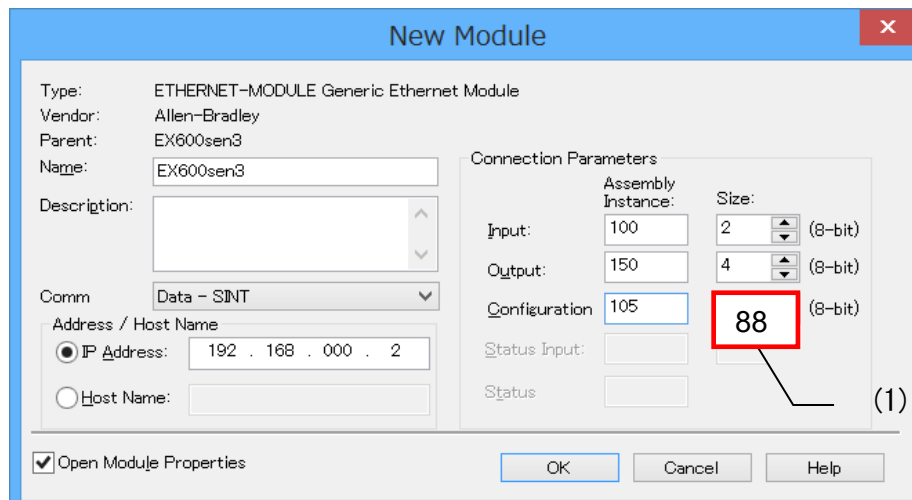 New Module
Type: ETHERNET-MODULE Generic Ethernet Module
Vendor: Allen-Bradley
Parent: EX600sen3
Name: EX600sen3
Description:
Comm Data - SINT
Address / Host Name
IP Address: 192 . 168 . 000 . 2
Host Name:
Connection Parameters
Assembly
Instance: Size:
Input: 100 2 (8-bit)
Output: 150 4 (8-bit)
Configuration 105 88 (8-bit)
Status Input:
Status
(1)
Open Module Properties
OK Cancel Help